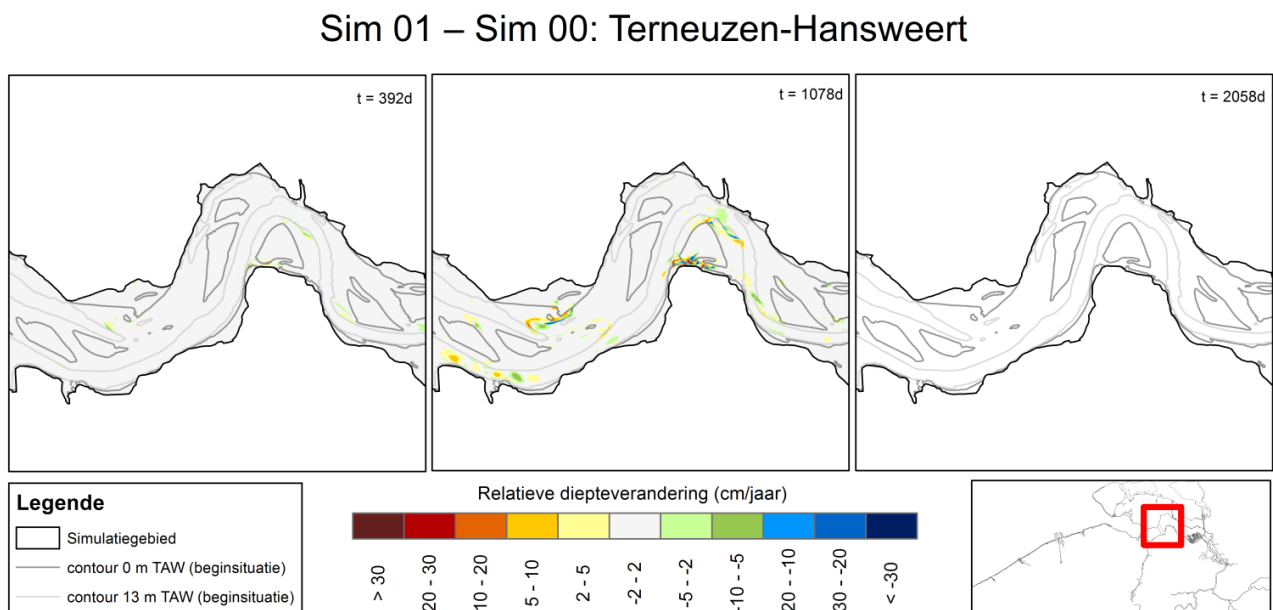 Sim 01 – Sim 00: Terneuzen-Hansweert
t = 392d
t = 1078d
t = 2058d
Legende
Simulatiegebied
contour 0 m TAW (beginsituatie)
contour 13 m TAW (beginsituatie)
Relatieve diepteverandering (cm/jaar)
> 30
20 - 30
10 - 20
5 - 10
2 - 5
-2 - 2
-5 - -2
-10 - -5
20 - -10
30 - -20
< -30